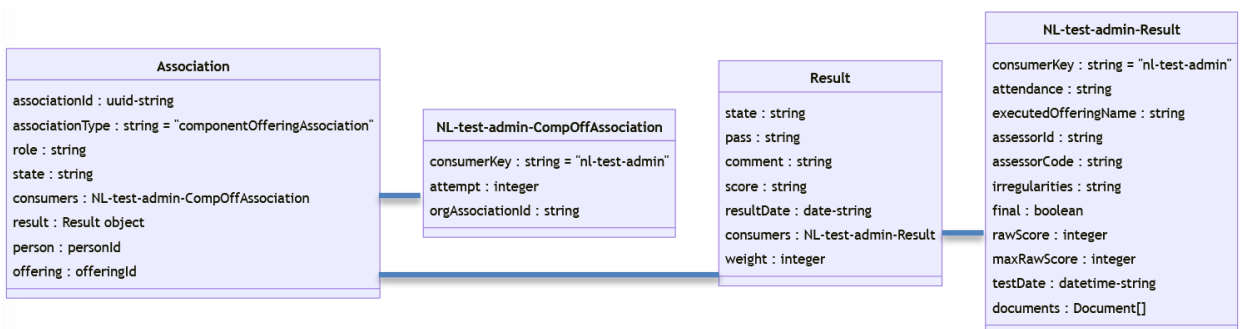 Association
associationId : uuid-string
associationType : string = "componentOfferingAssociation"
role : string
state : string
consumers : NL-test-admin-CompOffAssociation
result : Result object
person : personId
offering : offeringId
NL-test-admin-CompOffAssociation
consumerKey : string = "nl-test-admin"
attempt : integer
orgAssociationId : string
Result
state : string
pass : string
comment : string
score : string
resultDate : date-string
consumers : NL-test-admin-Result
weight : integer
NL-test-admin-Result
consumerKey : string = "nl-test-admin"
attendance : string
executedOfferingName : string
assessorId : string
assessorCode : string
irregularities : string
final : boolean
rawScore : integer
maxRawScore : integer
testDate : datetime-string
documents : Document[]